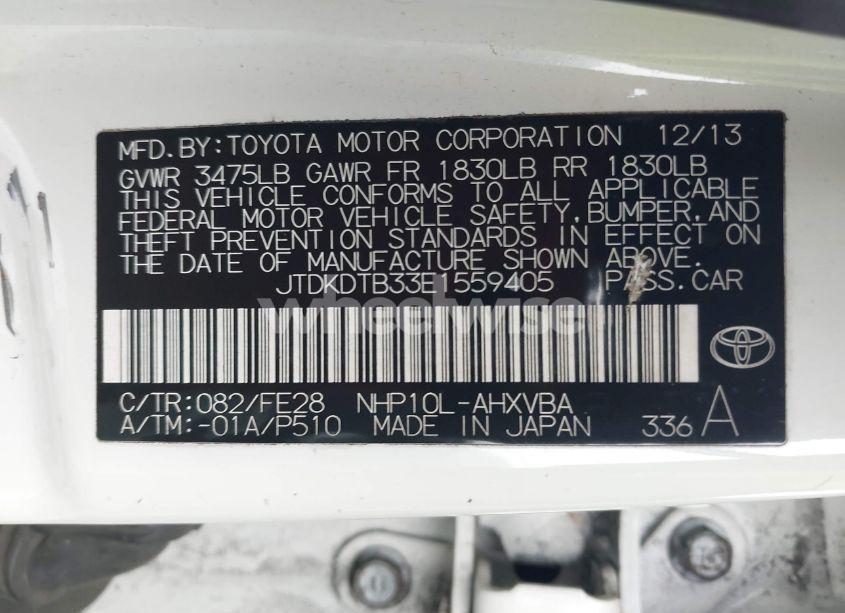 MFD.BY:TOYOTA MOTOR CORPORATION 12/13
GVWR 3475LB GAWR FR 1830LB RR 1830LB
THIS VEHICLE CONFORMS TO ALL APPLICABLE
FEDERAL MOTOR VEHICLE SAFETY,BUMPER,AND
THEFT PREVENTION STANDARDS IN EFFECT ON
THE DATE OF MANUFACTURE SHOWN ABOVE.
JTDKDTB33E1559405 PASS.CAR
wheelwise
C/TR:082/FE28 NHP10L-AHXVBA
A/TM:-01A/P510 MADE IN JAPAN 336 A